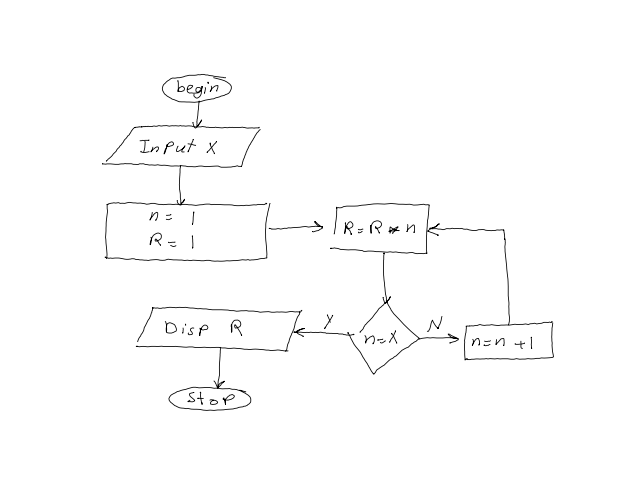 begin
Input X
n = 1
R = 1
R = R * n
n = X
Y
N
n = n + 1
Disp R
Stop